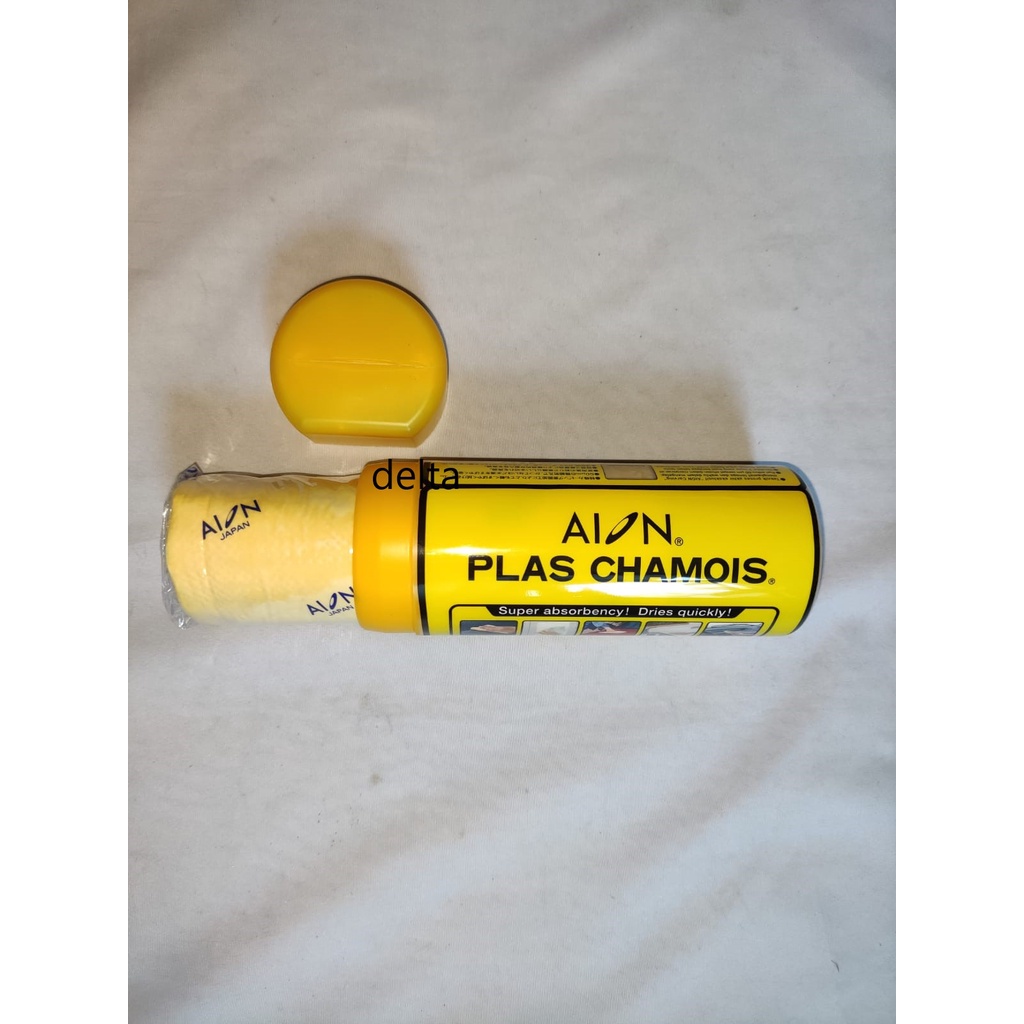 delta
AION®
PLAS CHAMOIS®
Super absorbency! Dries quickly!
AION
JAPAN
AION
JAPAN